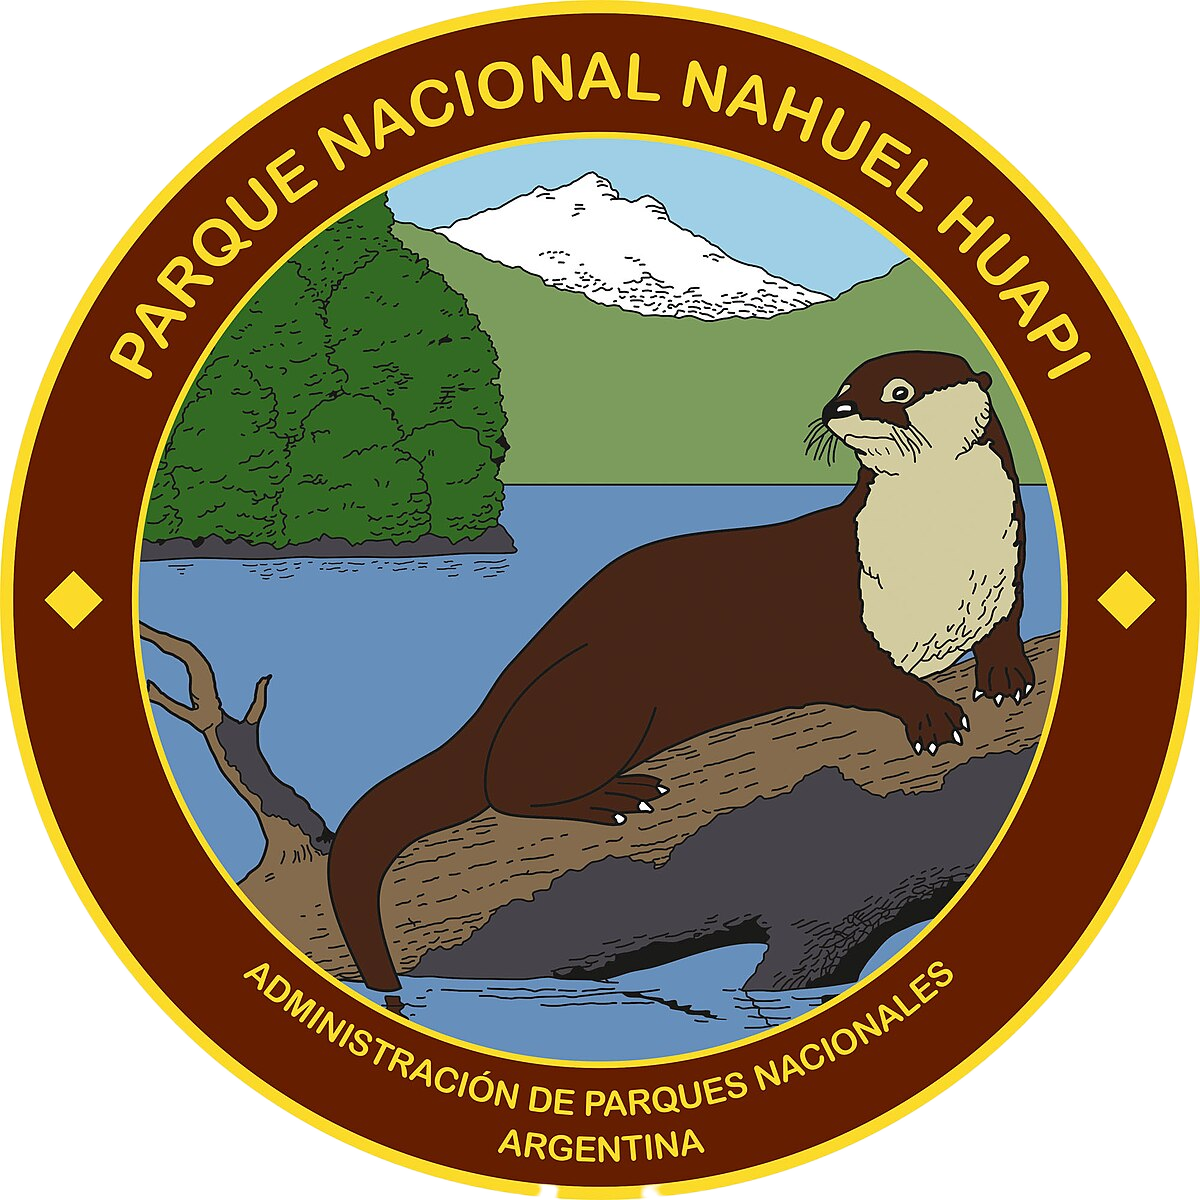 PARQUE NACIONAL NAHUEL HUAPI
ADMINISTRACIÓN DE PARQUES NACIONALES
ARGENTINA